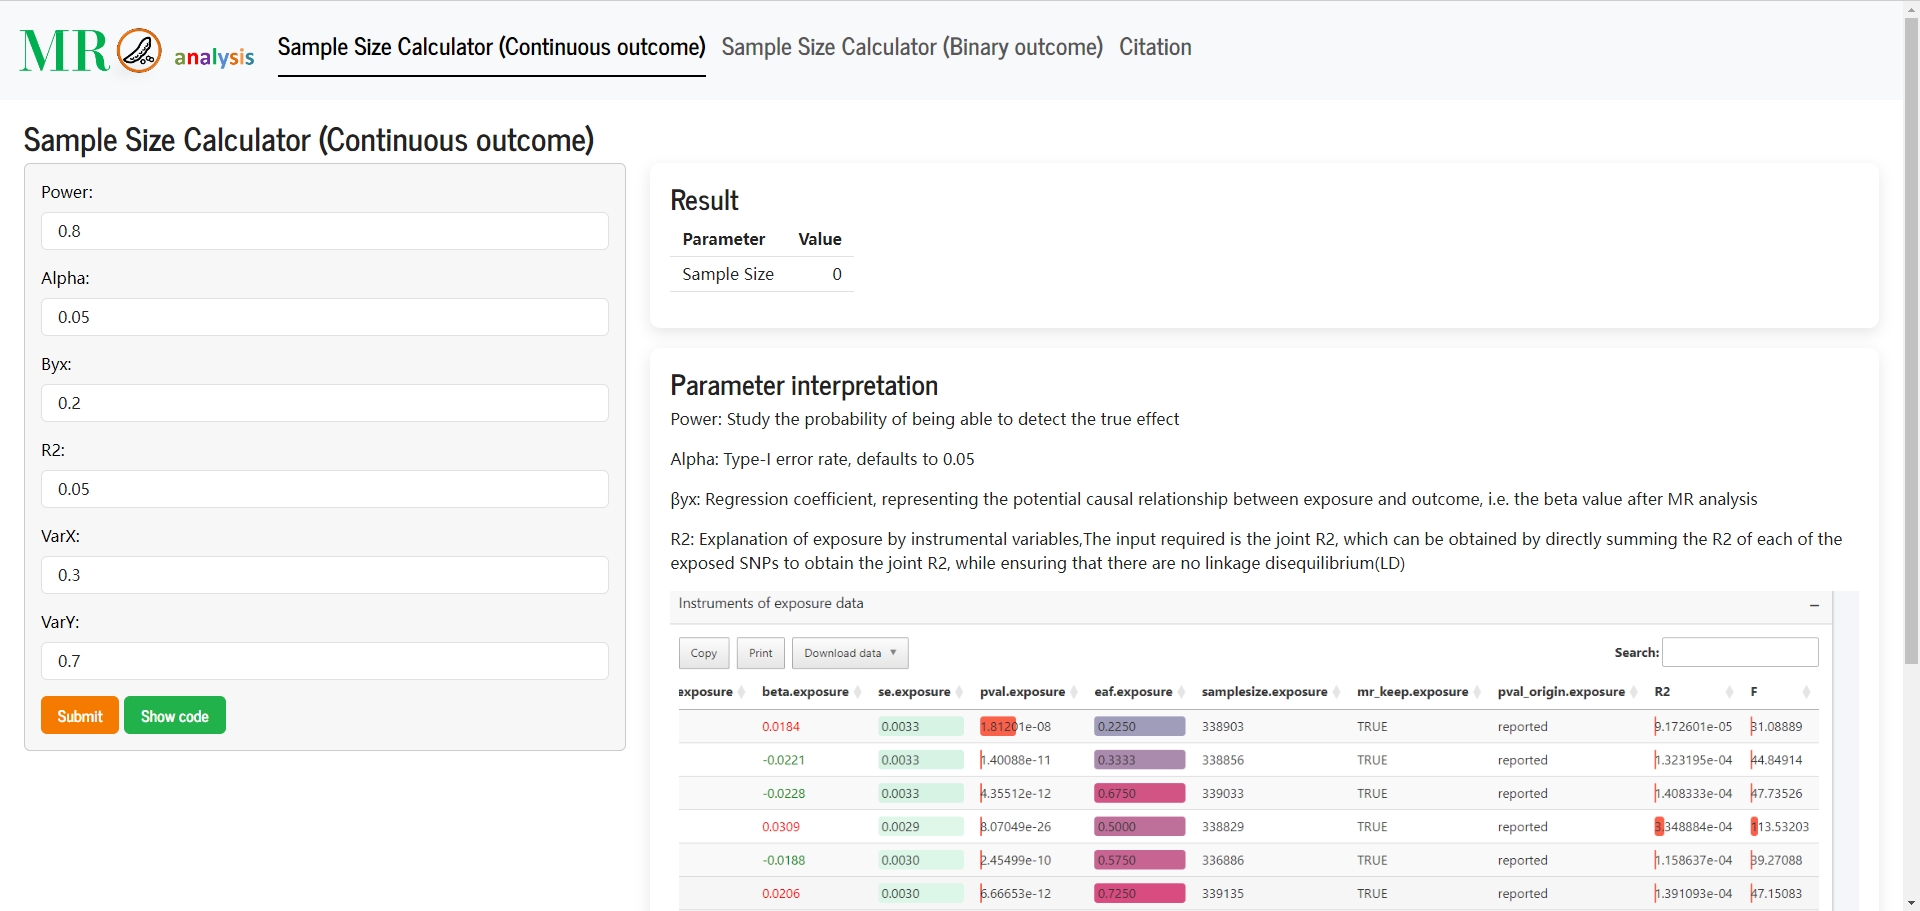 MR analysis
Sample Size Calculator (Continuous outcome) Sample Size Calculator (Binary outcome) Citation
Sample Size Calculator (Continuous outcome)
Power:
0.8
Alpha:
0.05
Byx:
0.2
R2:
0.05
VarX:
0.3
VarY:
0.7
Submit Show code
Result
Parameter Value
Sample Size 0
Parameter interpretation
Power: Study the probability of being able to detect the true effect
Alpha: Type-I error rate, defaults to 0.05
βyx: Regression coefficient, representing the potential causal relationship between exposure and outcome, i.e. the beta value after MR analysis
R2: Explanation of exposure by instrumental variables,The input required is the joint R2, which can be obtained by directly summing the R2 of each of the
exposed SNPs to obtain the joint R2, while ensuring that there are no linkage disequilibrium(LD)
Instruments of exposure data
Copy Print Download data Search:
exposure beta.exposure se.exposure pval.exposure eaf.exposure samplesize.exposure mr_keep.exposure pval_origin.exposure R2 F
0.0184 0.0033 1.81201e-08 0.2250 338903 TRUE reported 9.172601e-05 31.08889
-0.0221 0.0033 1.40088e-11 0.3333 338856 TRUE reported 1.323195e-04 44.84914
-0.0228 0.0033 4.35512e-12 0.6750 339033 TRUE reported 1.408333e-04 47.73526
0.0309 0.0029 8.07049e-26 0.5000 338829 TRUE reported 3.348884e-04 113.53203
-0.0188 0.0030 2.45499e-10 0.5750 336886 TRUE reported 1.158637e-04 39.27088
0.0206 0.0030 6.66653e-12 0.7250 339135 TRUE reported 1.391093e-04 47.15083